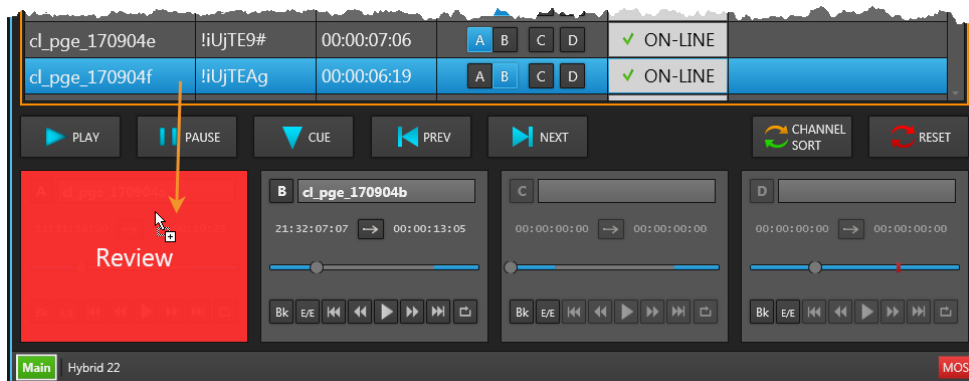 cl_pge_170904e !iUjTE9# 00:00:07:06 A B C D ✓ ON-LINE
cl_pge_170904f !iUjTEAg 00:00:06:19 A B C D ✓ ON-LINE
PLAY PAUSE CUE PREV NEXT CHANNEL SORT RESET
A
B cl_pge_170904b
C
D
21:32:07:07 → 00:00:13:05
00:00:00:00 → 00:00:00:00
00:00:00:00 → 00:00:00:00
Review
Bk E/E
Bk E/E
Bk E/E
Main Hybrid 22 MOS